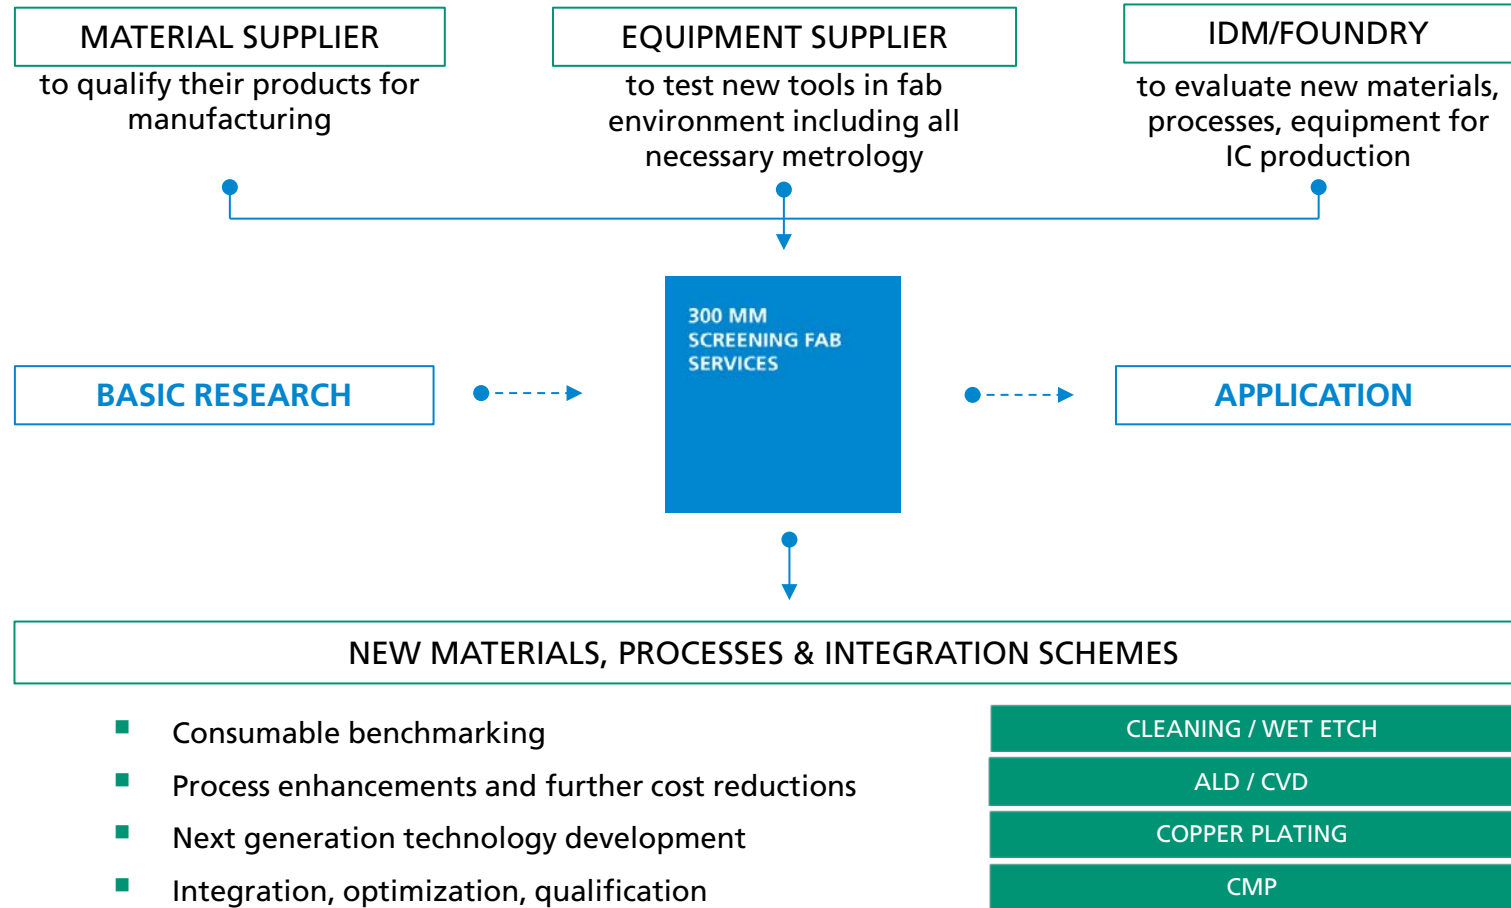 MATERIAL SUPPLIER
to qualify their products for
manufacturing
EQUIPMENT SUPPLIER
to test new tools in fab
environment including all
necessary metrology
IDM/FOUNDRY
to evaluate new materials,
processes, equipment for
IC production
300 MM
SCREENING FAB
SERVICES
BASIC RESEARCH
APPLICATION
NEW MATERIALS, PROCESSES & INTEGRATION SCHEMES
Consumable benchmarking
Process enhancements and further cost reductions
Next generation technology development
Integration, optimization, qualification
CLEANING / WET ETCH
ALD / CVD
COPPER PLATING
CMP